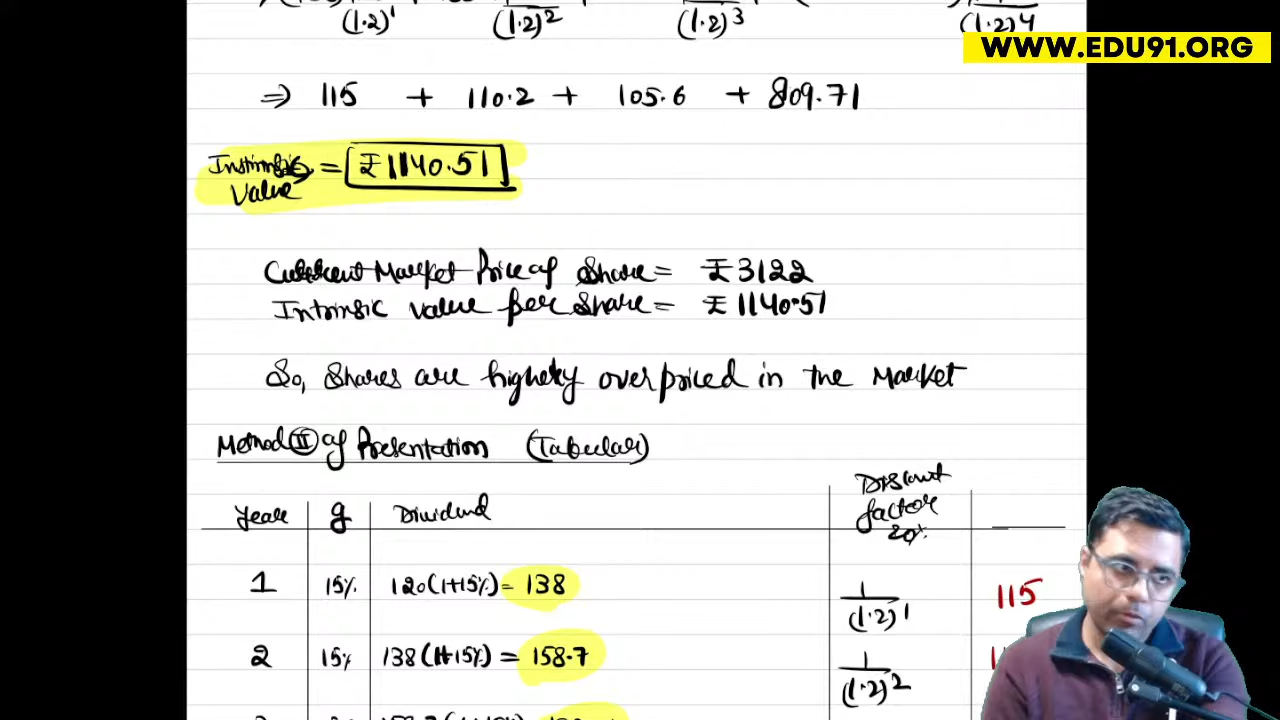 (1.2)¹ (1.2)² (1.2)³ (1.2)⁴
WWW.EDU91.ORG
⇒ 115 + 110.2 + 105.6 + 809.71
Instrinsic Value = ₹1140.51
Current Market Price of Share = ₹3122
Intrinsic value per Share = ₹1140.51
So, Shares are highely overpriced in the Market
Method II of Presentation (Tabular)
Year g Dividend Discount factor 20%
1 15% 120(1+15%) = 138 1/(1.2)¹ 115
2 15% 138(1+15%) = 158.7 1/(1.2)²